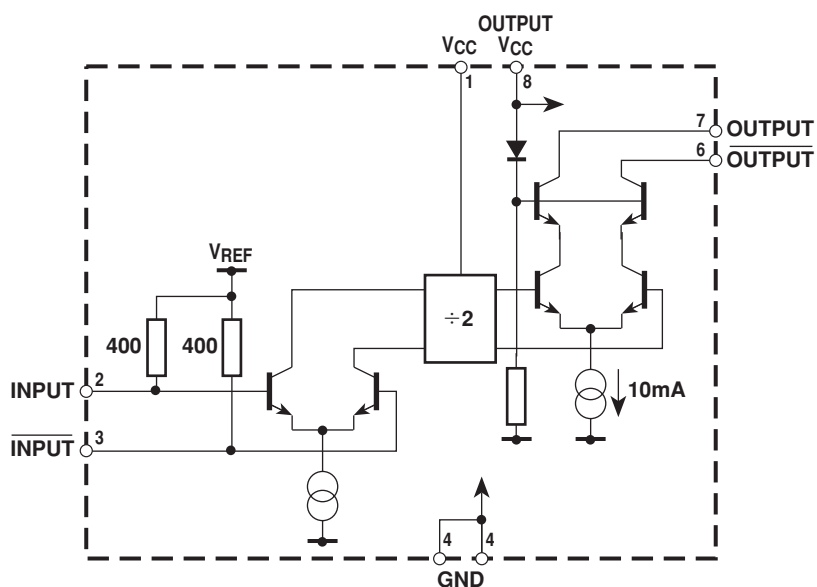 OUTPUT
VCC
VCC
1
8
7
OUTPUT
6
OUTPUT
VREF
÷2
400
400
INPUT
2
10mA
INPUT
3
4
4
GND